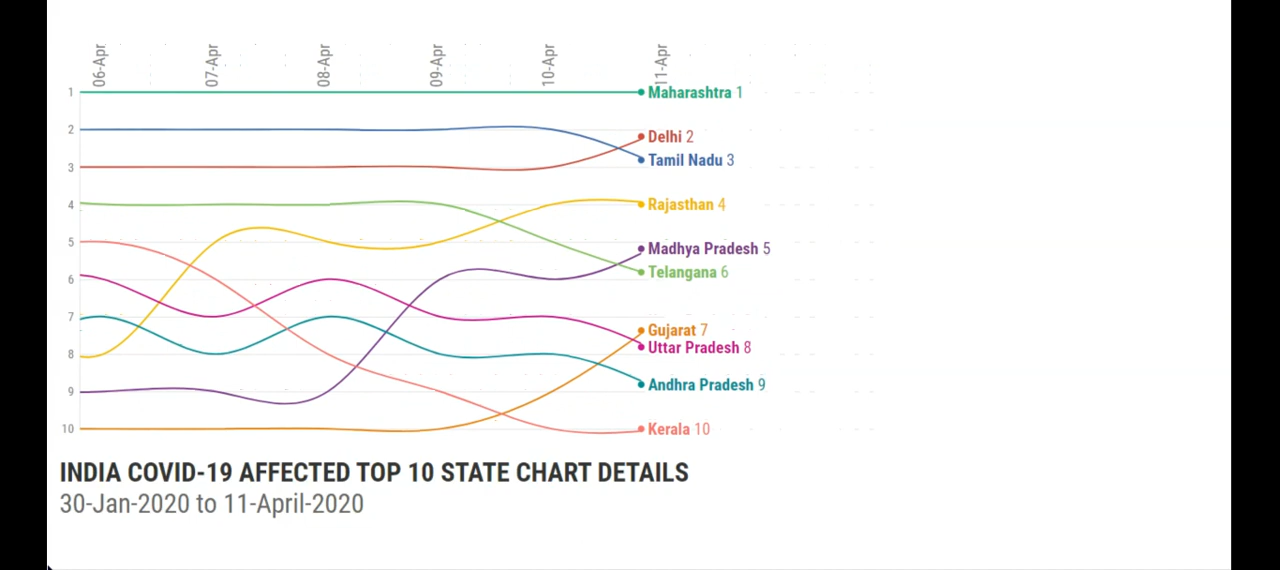 06-Apr 07-Apr 08-Apr 09-Apr 10-Apr 11-Apr
1 Maharashtra 1
2 Delhi 2
3 Tamil Nadu 3
4 Rajasthan 4
5 Madhya Pradesh 5
6 Telangana 6
7 Gujarat 7
8 Uttar Pradesh 8
9 Andhra Pradesh 9
10 Kerala 10
INDIA COVID-19 AFFECTED TOP 10 STATE CHART DETAILS
30-Jan-2020 to 11-April-2020